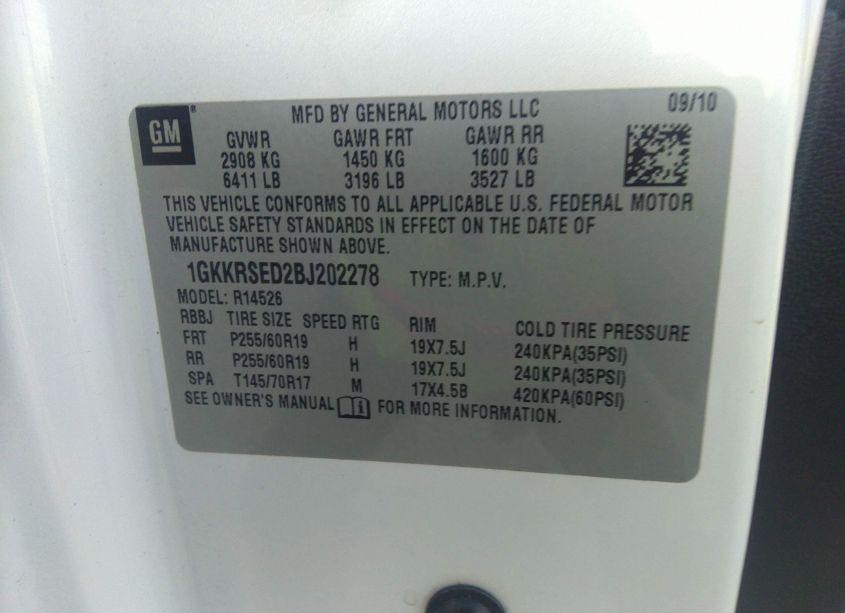 GM
MFD BY GENERAL MOTORS LLC 09/10
GVWR GAWR FRT GAWR RR
2908 KG 1450 KG 1600 KG
6411 LB 3196 LB 3527 LB
THIS VEHICLE CONFORMS TO ALL APPLICABLE U.S. FEDERAL MOTOR
VEHICLE SAFETY STANDARDS IN EFFECT ON THE DATE OF
MANUFACTURE SHOWN ABOVE.
1GKKRSED2BJ202278 TYPE: M.P.V.
MODEL: R14526
RBBJ TIRE SIZE SPEED RTG RIM COLD TIRE PRESSURE
FRT P255/60R19 H 19X7.5J 240KPA(35PSI)
RR P255/60R19 H 19X7.5J 240KPA(35PSI)
SPA T145/70R17 M 17X4.5B 420KPA(60PSI)
SEE OWNER'S MANUAL FOR MORE INFORMATION.